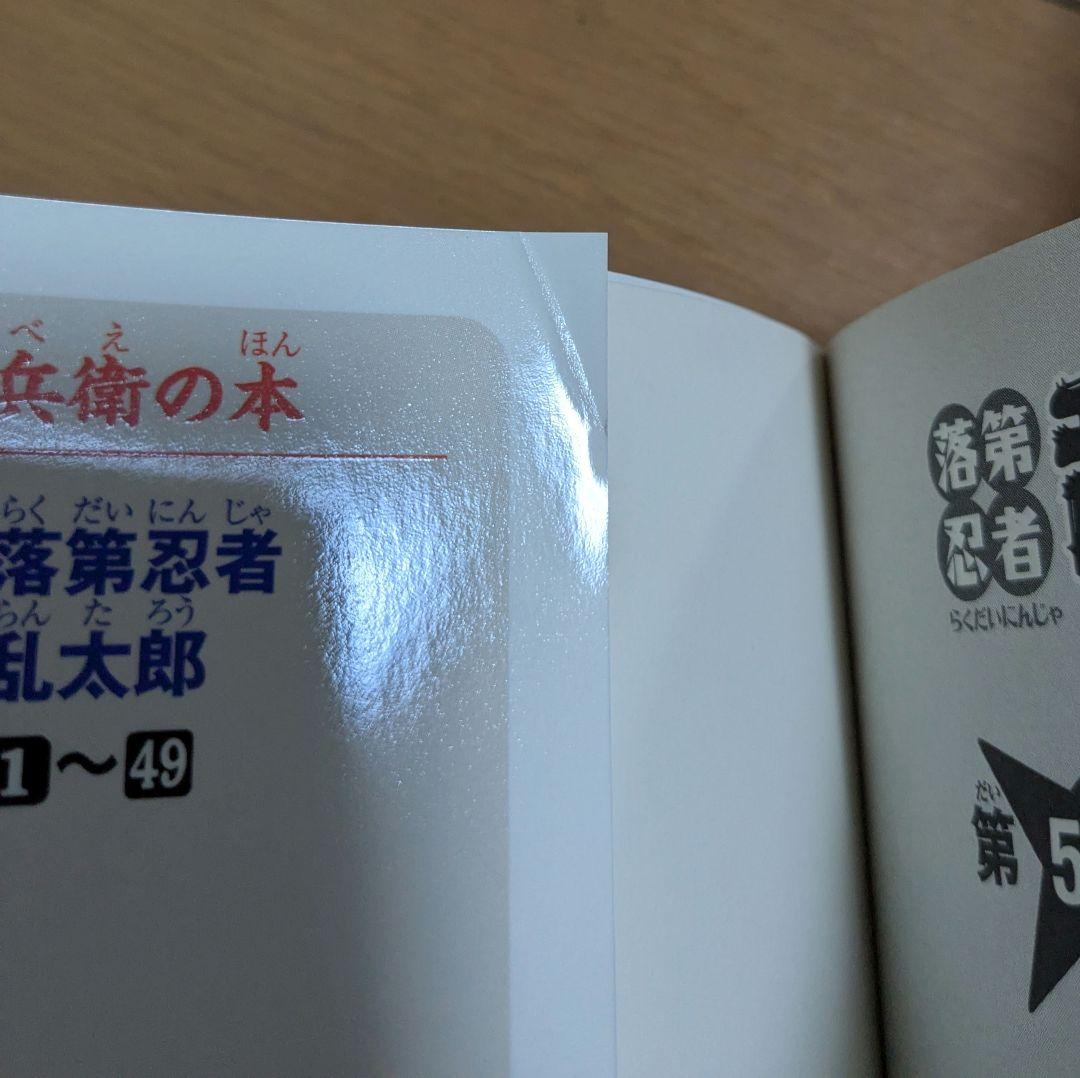 べえ ほん
兵衛の本
らく だい にん じゃ
落第忍者
らん た ろう
乱太郎
1～49
落第
忍者
らくだいにんじゃ
だい
第5